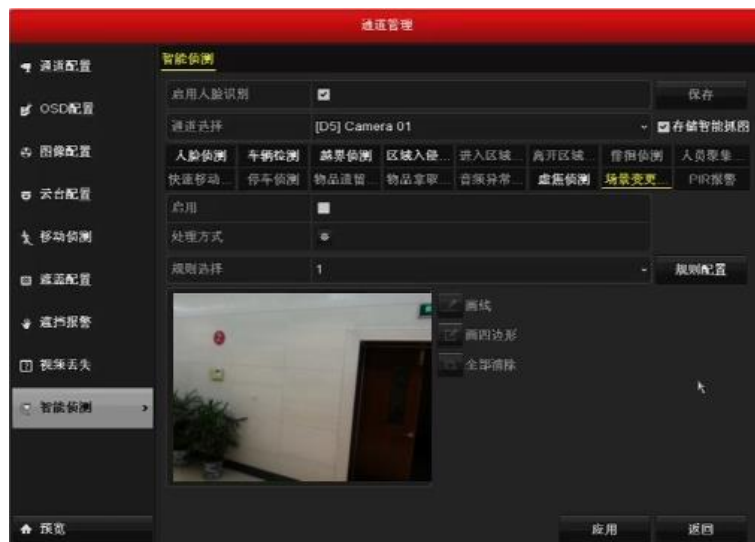 通道管理
通道配置
OSD配置
图像配置
云台配置
移动侦测
遮盖配置
遮挡报警
视频丢失
智能侦测
预览
智能侦测
启用人脸识别 保存
通道选择 [D5] Camera 01 存储智能抓图
人脸侦测 车辆检测 越界侦测 区域入侵... 进入区域... 离开区域... 徘徊侦测 人员聚集...
快速移动... 停车侦测 物品遗留... 物品拿取... 音频异常... 虚焦侦测 场景变更... PIR报警
启用
处理方式
规则选择 1 规则配置
画线
画四边形
全部清除
应用 返回